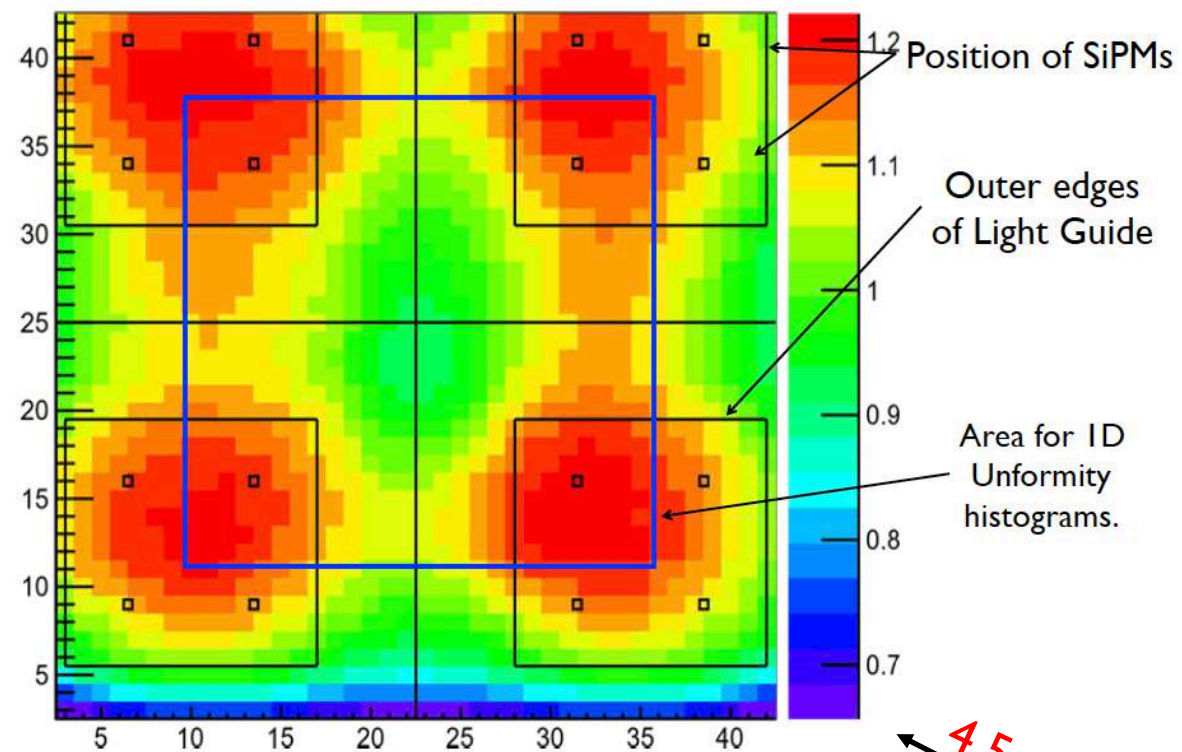 40
35
30
25
20
15
10
5
5 10 15 20 25 30 35 40
1.2
1.1
1
0.9
0.8
0.7
Position of SiPMs
Outer edges
of Light Guide
Area for 1D
Unformity
histograms.
4.5